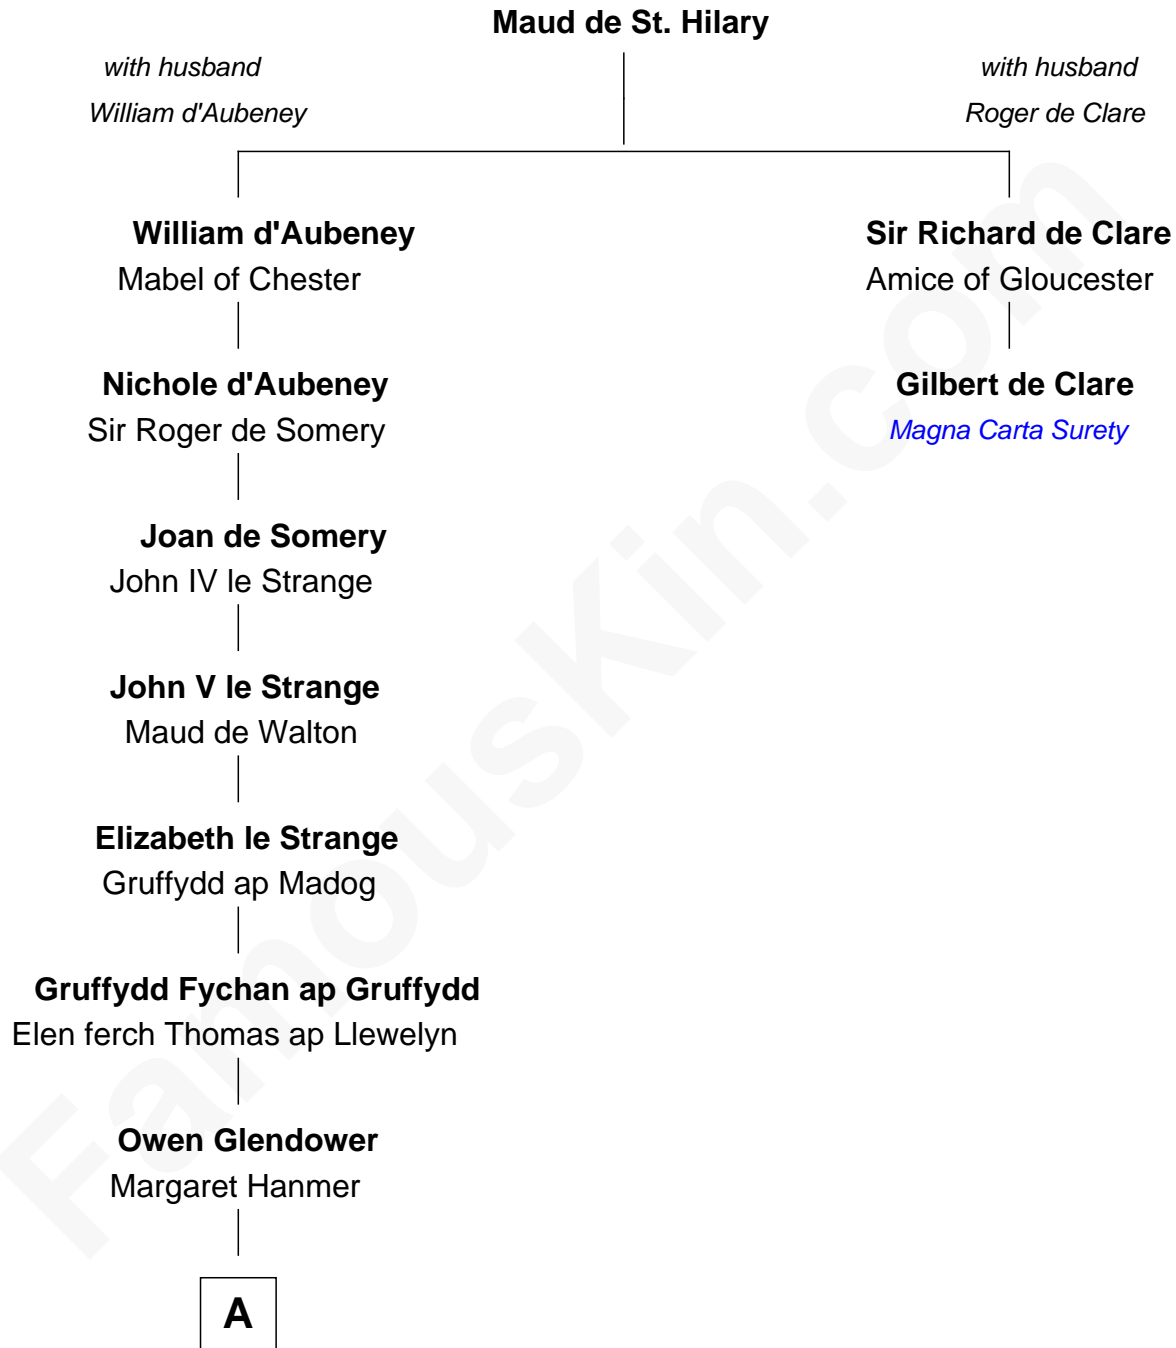 Maud de St. Hilary
with husband
William d'Aubeney
with husband
Roger de Clare
William d'Aubeney
Mabel of Chester
Sir Richard de Clare
Amice of Gloucester
Nichole d'Aubeney
Sir Roger de Somery
Gilbert de Clare
Magna Carta Surety
Joan de Somery
John IV le Strange
John V le Strange
Maud de Walton
Elizabeth le Strange
Gruffydd ap Madog
Gruffydd Fychan ap Gruffydd
Elen ferch Thomas ap Llewelyn
Owen Glendower
Margaret Hanmer
A
FamousKin.com